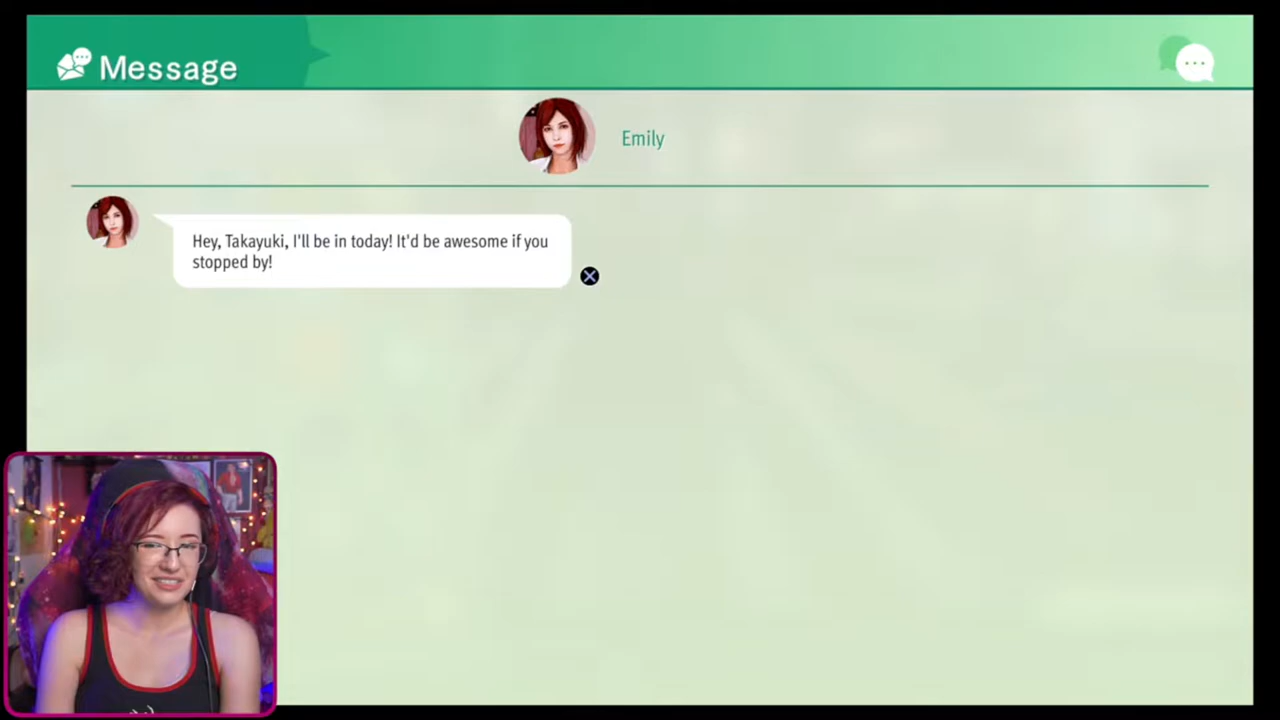 Message
Emily
Hey, Takayuki, I'll be in today! It'd be awesome if you
stopped by!